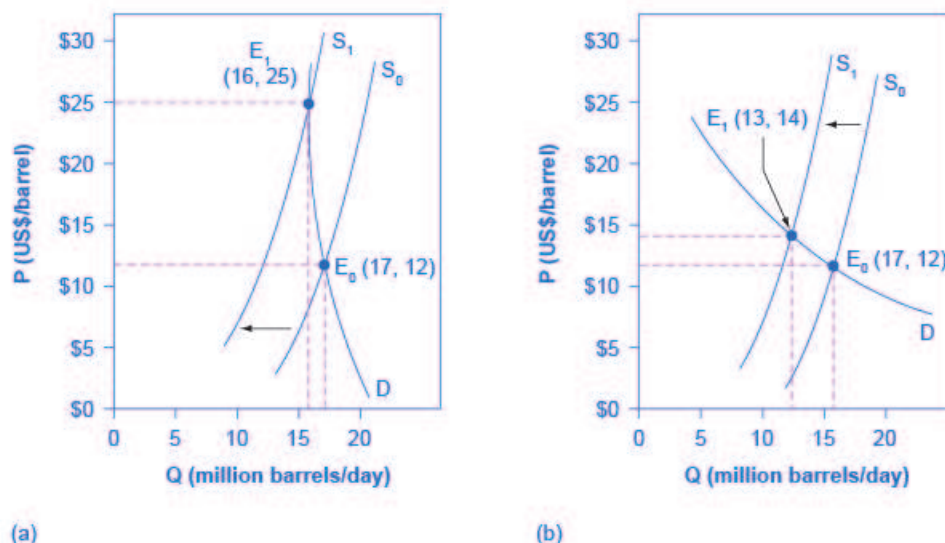 $30
$25
$20
$15
$10
$5
$0
P (US$/barrel)
E₁
(16, 25)
S₁
S₀
E₀ (17, 12)
D
0 5 10 15 20
Q (million barrels/day)
(a)
$30
$25
$20
$15
$10
$5
$0
P (US$/barrel)
S₁
S₀
E₁ (13, 14)
E₀ (17, 12)
D
0 5 10 15 20
Q (million barrels/day)
(b)